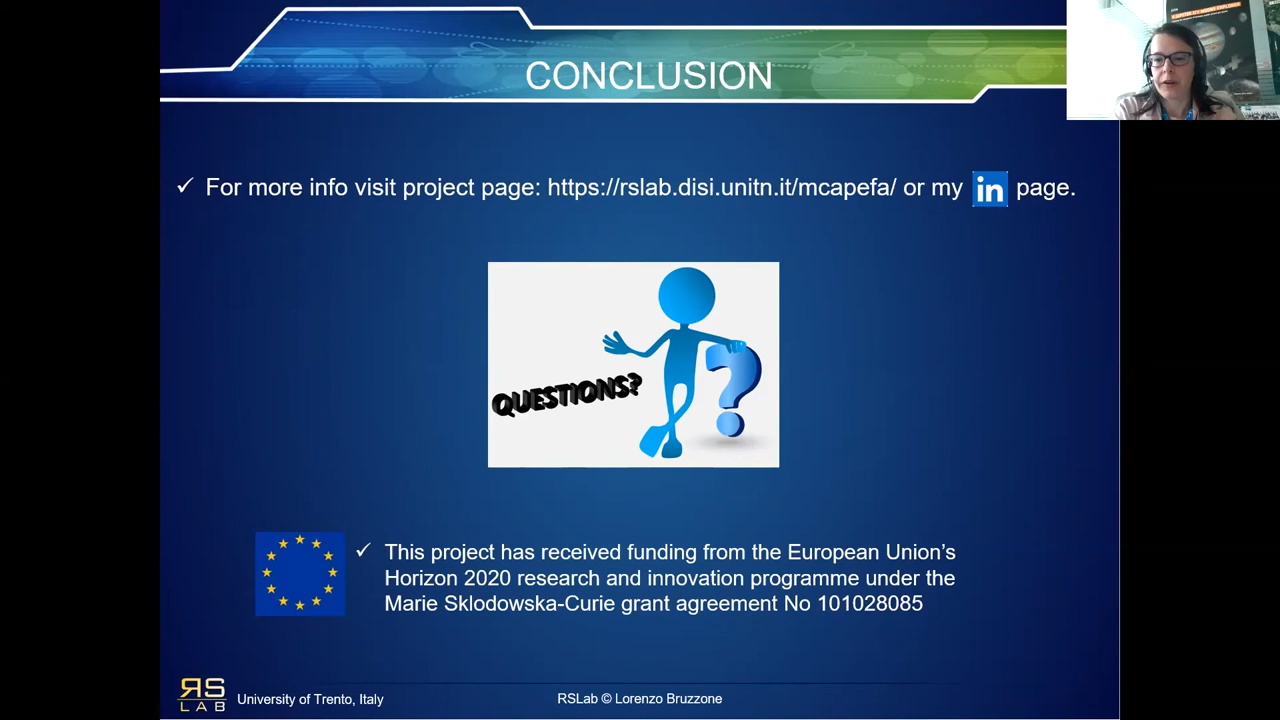 CONCLUSION
✓ For more info visit project page: https://rslab.disi.unitn.it/mcapefa/ or my in page.
QUESTIONS?
✓ This project has received funding from the European Union's
Horizon 2020 research and innovation programme under the
Marie Sklodowska-Curie grant agreement No 101028085
RS
LAB
University of Trento, Italy
RSLab © Lorenzo Bruzzone